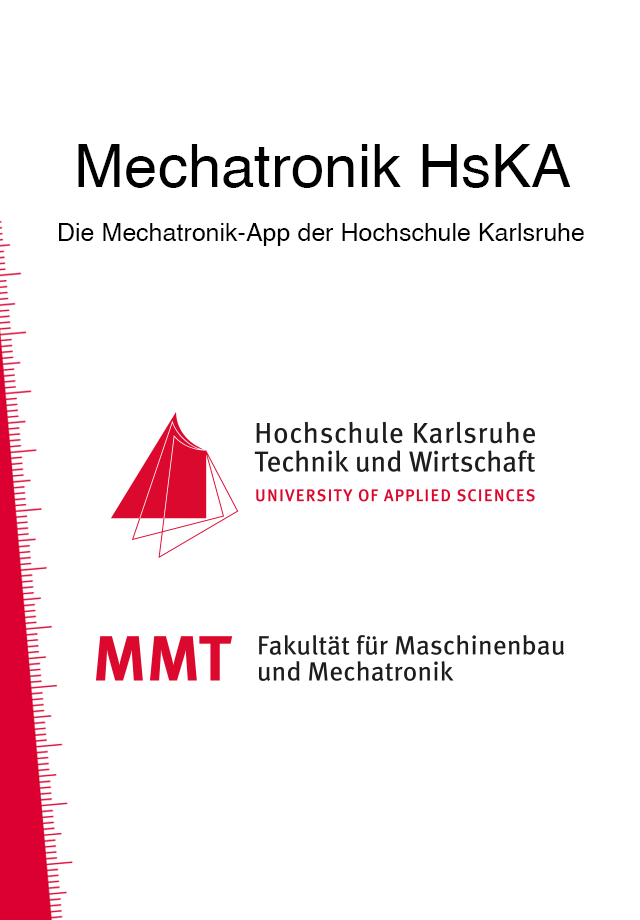 Mechatronik HsKA
Die Mechatronik-App der Hochschule Karlsruhe
Hochschule Karlsruhe
Technik und Wirtschaft
UNIVERSITY OF APPLIED SCIENCES
MMT
Fakultät für Maschinenbau
und Mechatronik